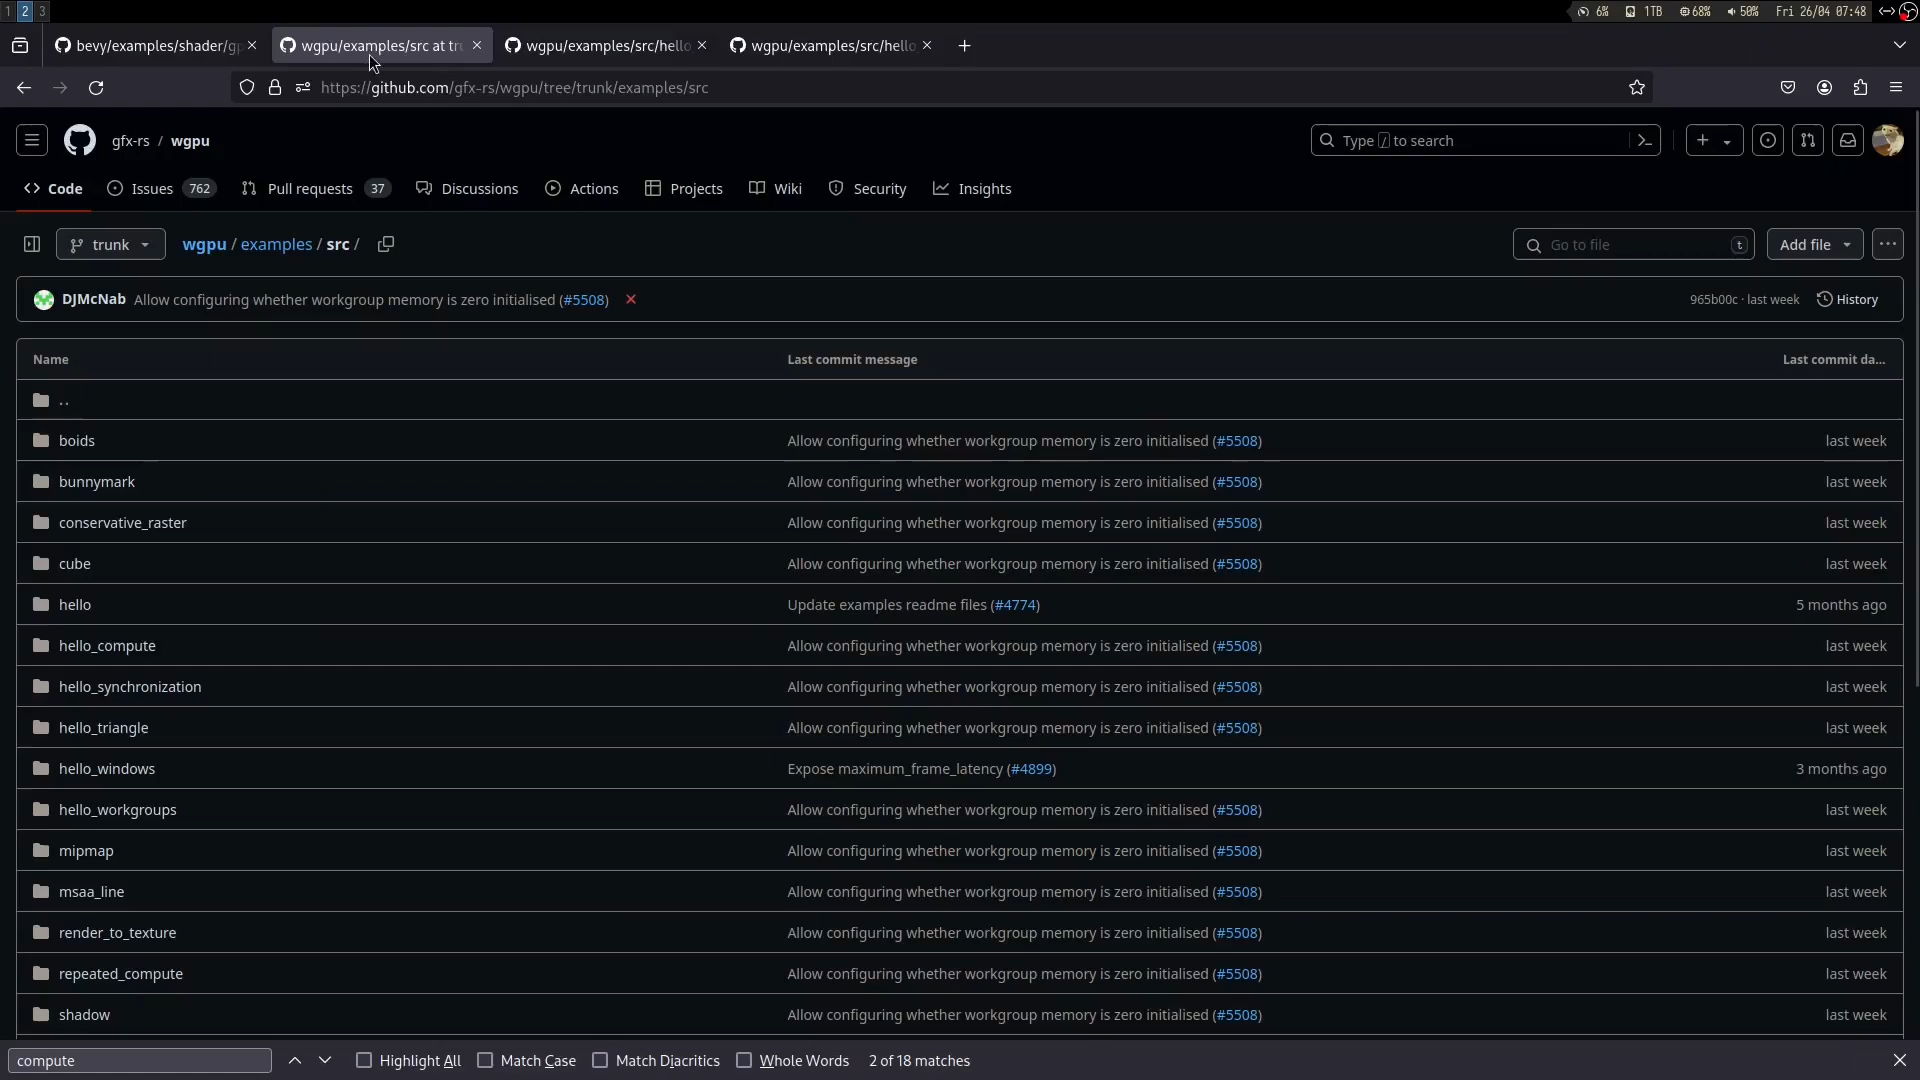 1 2 3
6% 1TB 68% 50% Fri 26/04 07:48
bevy/examples/shader/gp
wgpu/examples/src at tr
wgpu/examples/src/hello
wgpu/examples/src/hello
https://github.com/gfx-rs/wgpu/tree/trunk/examples/src
gfx-rs / wgpu
Type / to search
Code
Issues 762
Pull requests 37
Discussions
Actions
Projects
Wiki
Security
Insights
trunk
wgpu / examples / src /
Go to file t
Add file
DJMcNab Allow configuring whether workgroup memory is zero initialised (#5508)
965b00c · last week
History
Name Last commit message Last commit da...
..
boids Allow configuring whether workgroup memory is zero initialised (#5508) last week
bunnymark Allow configuring whether workgroup memory is zero initialised (#5508) last week
conservative_raster Allow configuring whether workgroup memory is zero initialised (#5508) last week
cube Allow configuring whether workgroup memory is zero initialised (#5508) last week
hello Update examples readme files (#4774) 5 months ago
hello_compute Allow configuring whether workgroup memory is zero initialised (#5508) last week
hello_synchronization Allow configuring whether workgroup memory is zero initialised (#5508) last week
hello_triangle Allow configuring whether workgroup memory is zero initialised (#5508) last week
hello_windows Expose maximum_frame_latency (#4899) 3 months ago
hello_workgroups Allow configuring whether workgroup memory is zero initialised (#5508) last week
mipmap Allow configuring whether workgroup memory is zero initialised (#5508) last week
msaa_line Allow configuring whether workgroup memory is zero initialised (#5508) last week
render_to_texture Allow configuring whether workgroup memory is zero initialised (#5508) last week
repeated_compute Allow configuring whether workgroup memory is zero initialised (#5508) last week
shadow Allow configuring whether workgroup memory is zero initialised (#5508) last week
compute
Highlight All
Match Case
Match Diacritics
Whole Words
2 of 18 matches